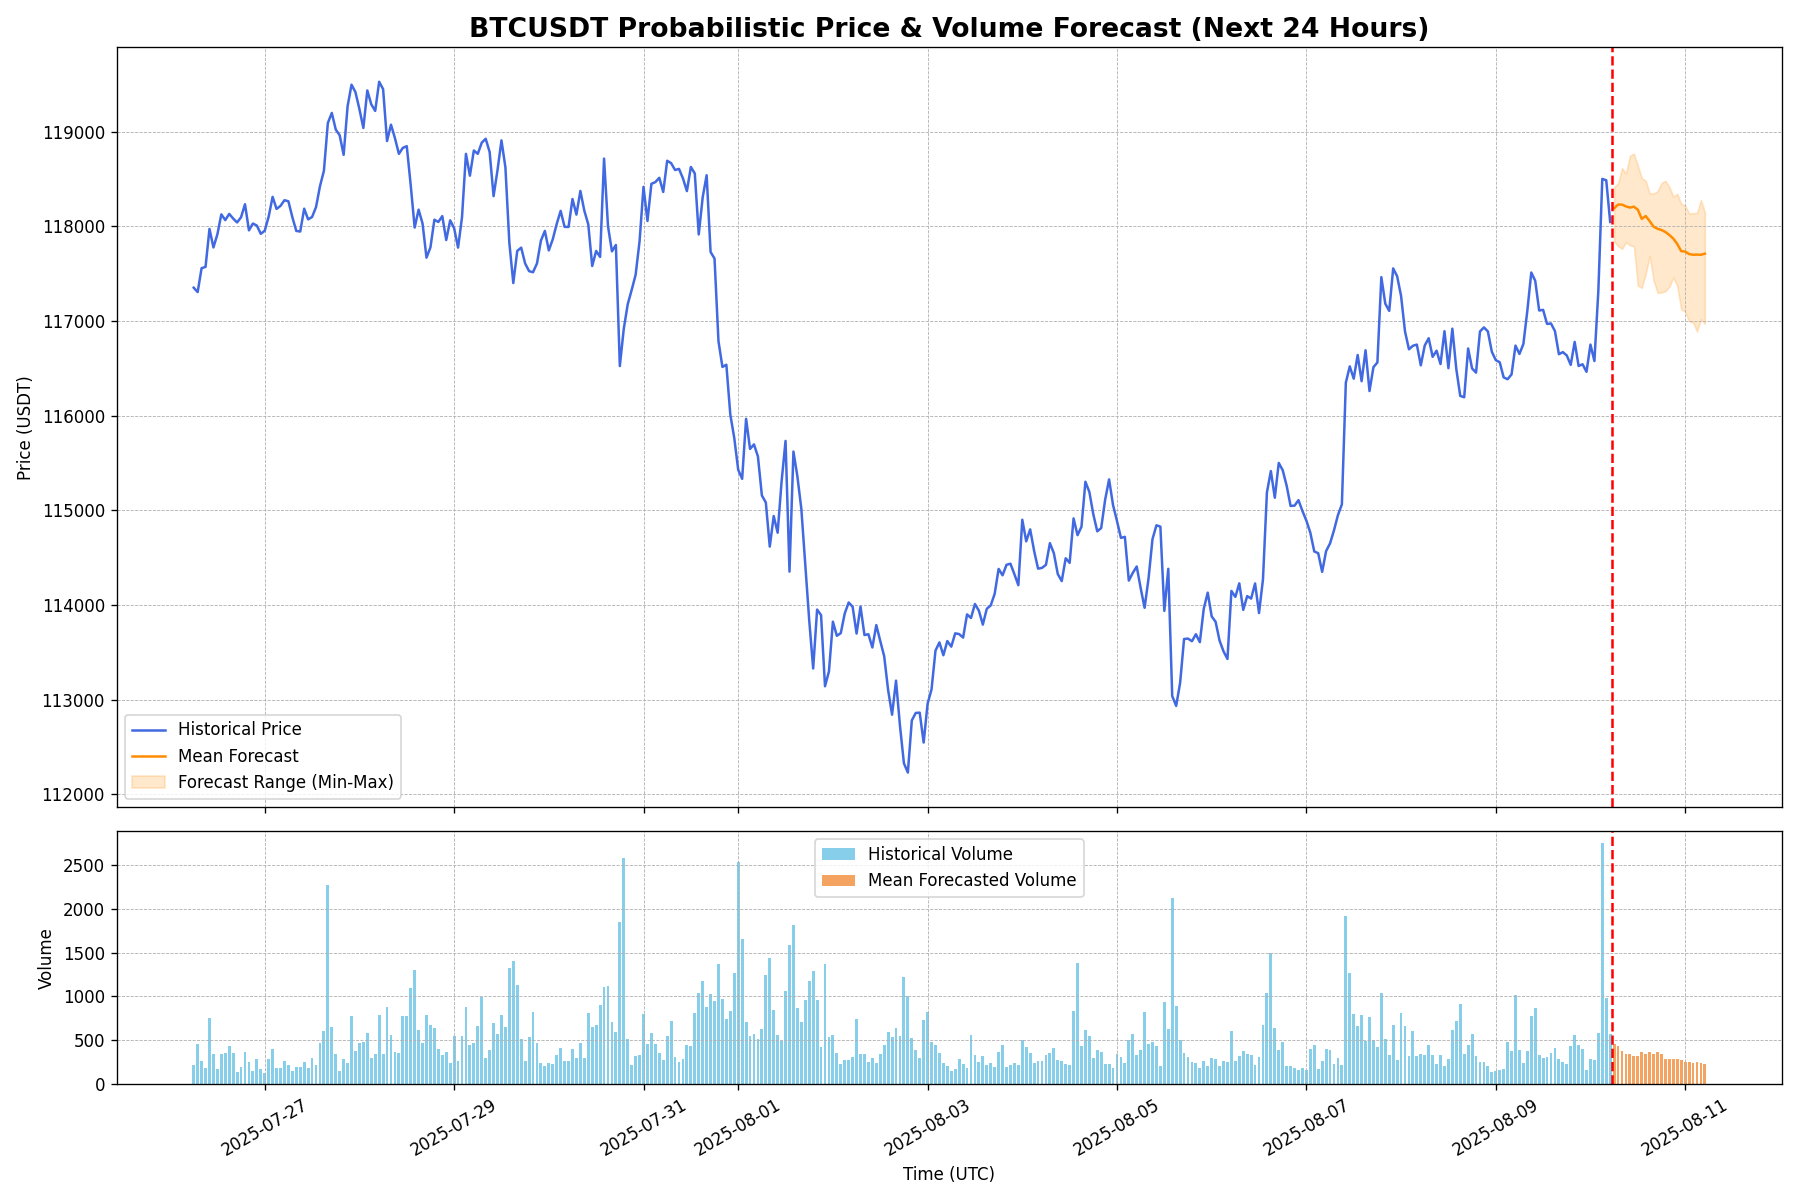 BTCUSDT Probabilistic Price & Volume Forecast (Next 24 Hours)
Price (USDT)
119000
118000
117000
116000
115000
114000
113000
112000
Historical Price
Mean Forecast
Forecast Range (Min-Max)
Volume
2500
2000
1500
1000
500
0
Historical Volume
Mean Forecasted Volume
2025-07-27
2025-07-29
2025-07-31
2025-08-01
2025-08-03
2025-08-05
2025-08-07
2025-08-09
2025-08-11
Time (UTC)